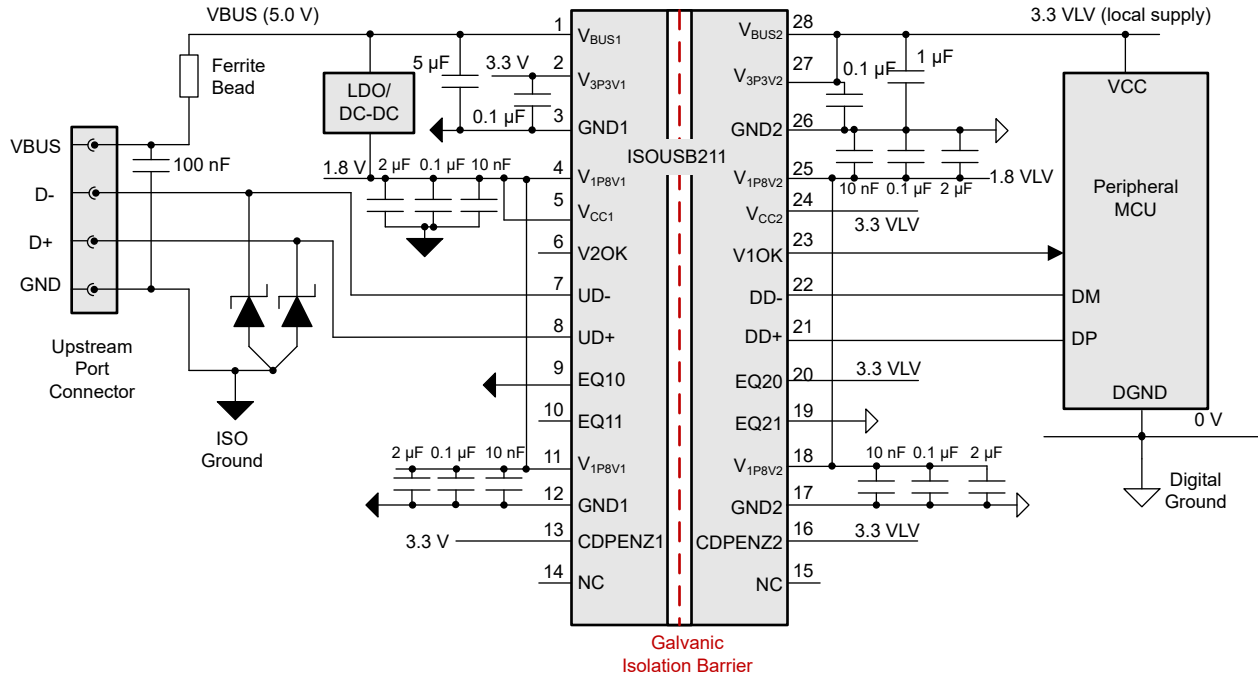 VBUS (5.0 V)
3.3 VLV (local supply)
Ferrite
Bead
LDO/
DC-DC
5 µF
3.3 V
0.1 µF
VBUS
D-
D+
GND
100 nF
Upstream
Port
Connector
ISO
Ground
1.8 V
2 µF
0.1 µF
10 nF
2 µF
0.1 µF
10 nF
3.3 V
1
2
3
4
5
6
7
8
9
10
11
12
13
14
VBUS1
V3P3V1
GND1
V1P8V1
VCC1
V2OK
UD-
UD+
EQ10
EQ11
V1P8V1
GND1
CDPENZ1
NC
ISOUSB211
VBUS2
V3P3V2
GND2
V1P8V2
VCC2
V1OK
DD-
DD+
EQ20
EQ21
V1P8V2
GND2
CDPENZ2
NC
28
27
26
25
24
23
22
21
20
19
18
17
16
15
0.1 µF
1 µF
10 nF
0.1 µF
2 µF
1.8 VLV
3.3 VLV
3.3 VLV
10 nF
0.1 µF
2 µF
3.3 VLV
VCC
Peripheral
MCU
DM
DP
DGND
0 V
Digital
Ground
Galvanic
Isolation Barrier